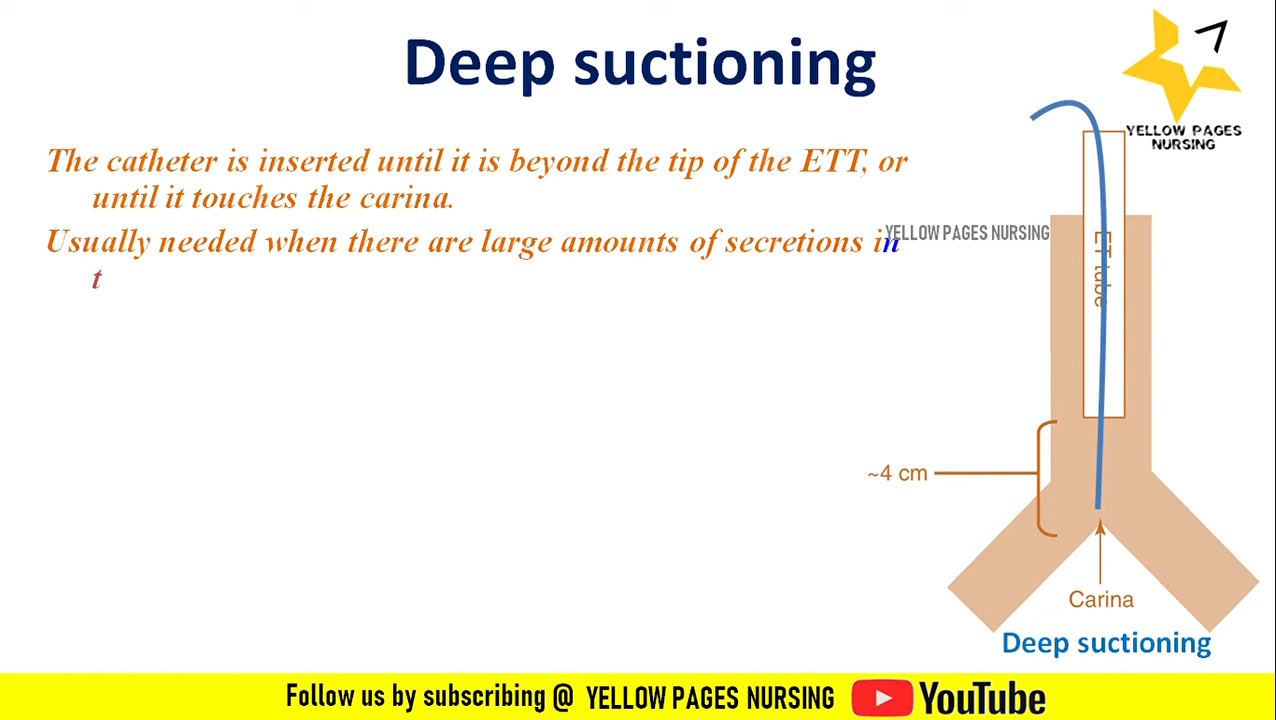 Deep suctioning
YELLOW PAGES
NURSING
The catheter is inserted until it is beyond the tip of the ETT, or
until it touches the carina.
Usually needed when there are large amounts of secretions in
t
YELLOW PAGES NURSING
ET tube
~4 cm
Carina
Deep suctioning
Follow us by subscribing @ YELLOW PAGES NURSING YouTube